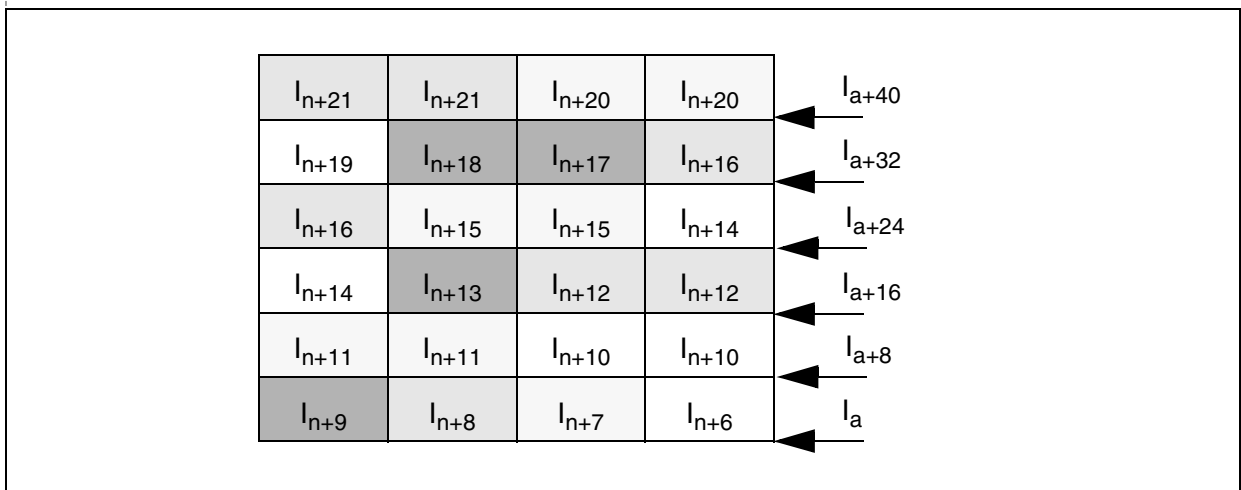 In+21 In+21 In+20 In+20 Ia+40
In+19 In+18 In+17 In+16 Ia+32
In+16 In+15 In+15 In+14 Ia+24
In+14 In+13 In+12 In+12 Ia+16
In+11 In+11 In+10 In+10 Ia+8
In+9 In+8 In+7 In+6 Ia